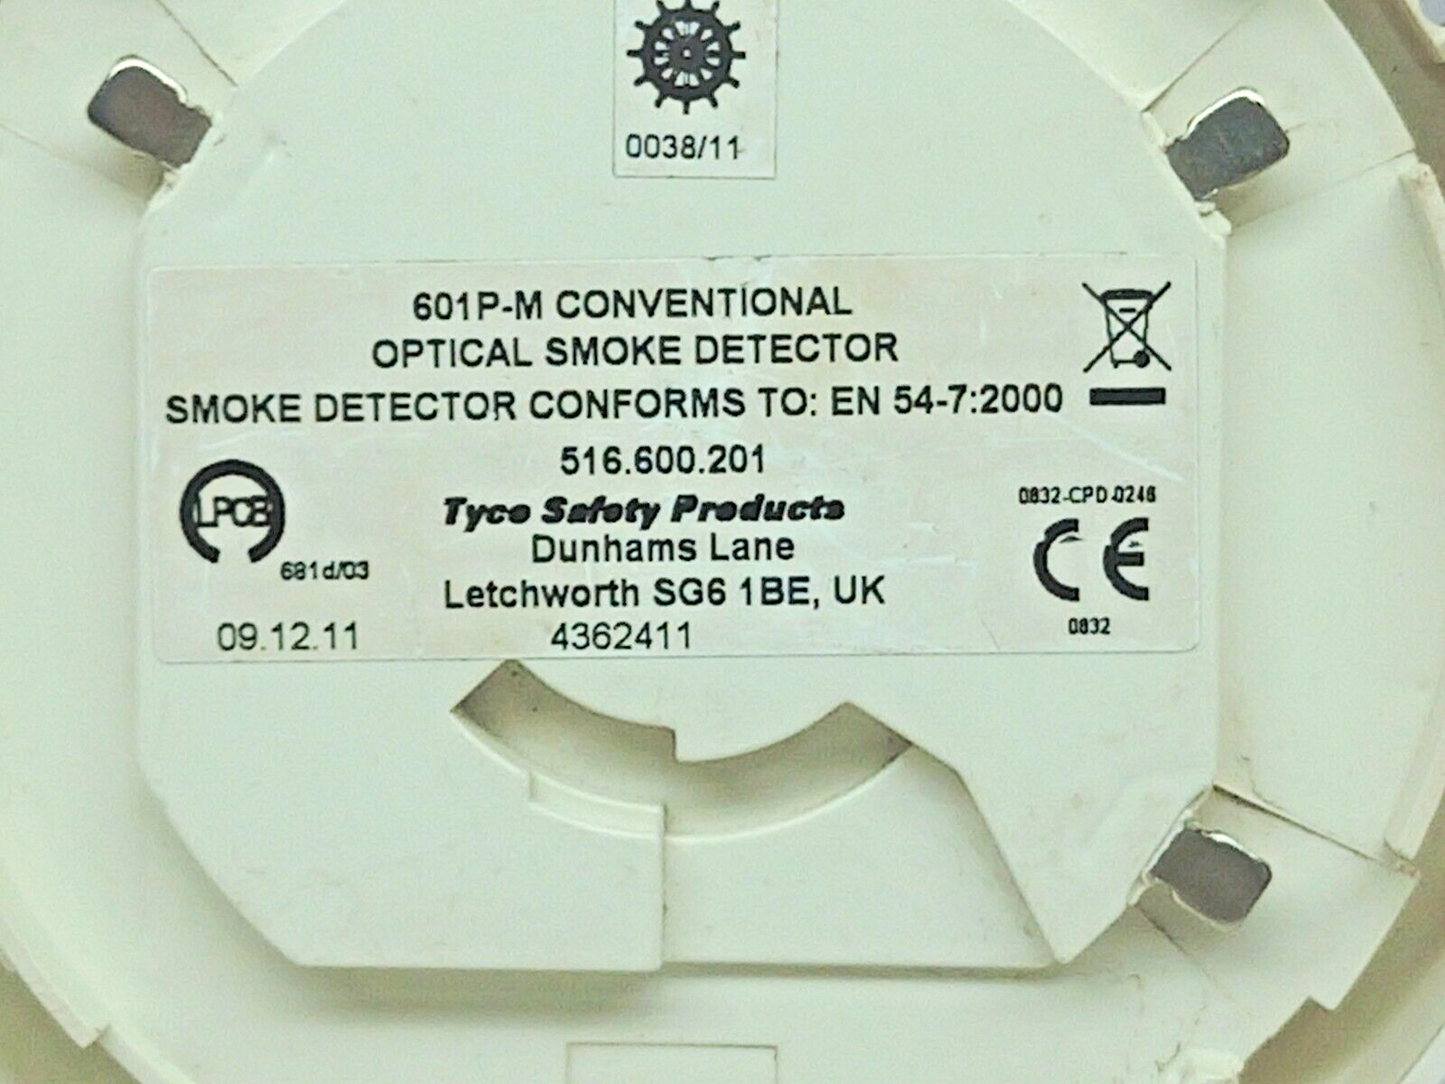 0038/11
601P-M CONVENTIONAL
OPTICAL SMOKE DETECTOR
SMOKE DETECTOR CONFORMS TO: EN 54-7:2000
516.600.201
LPCB
681d/03
Tyco Safety Products
Dunhams Lane
Letchworth SG6 1BE, UK
0832-CPD-0246
CE
0832
09.12.11
4362411